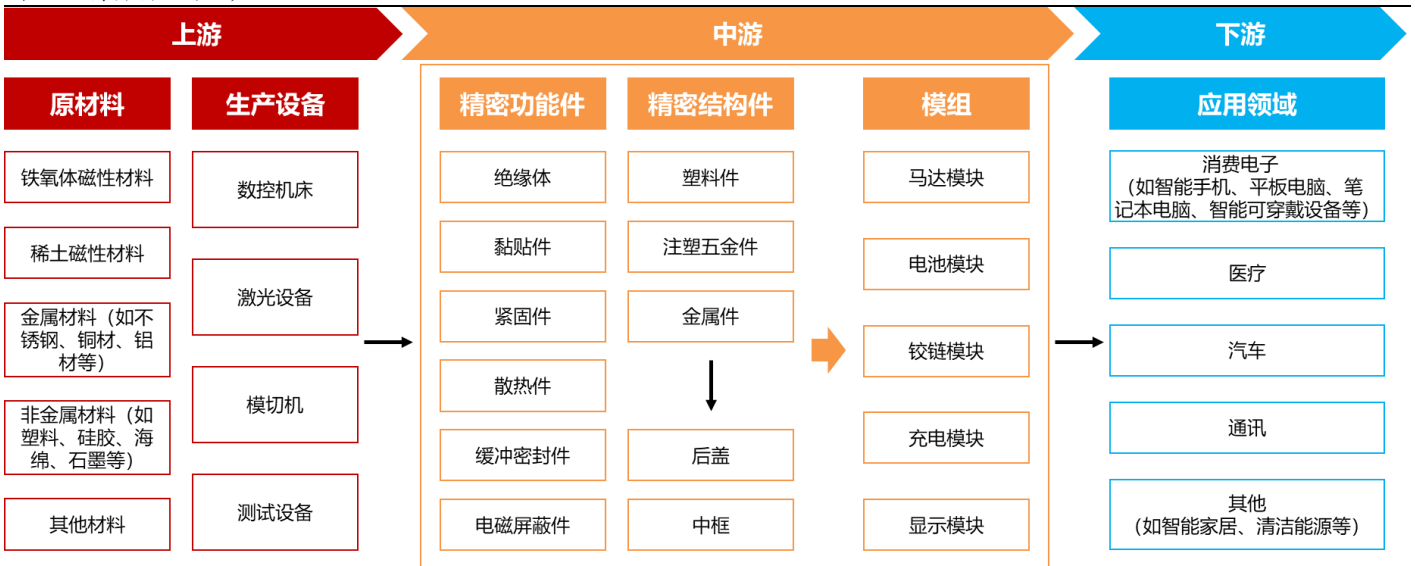 上游
中游
下游
原材料
生产设备
精密功能件
精密结构件
模组
应用领域
铁氧体磁性材料
稀土磁性材料
金属材料（如不
锈钢、铜材、铝
材等）
非金属材料（如
塑料、硅胶、海
绵、石墨等）
其他材料
数控机床
激光设备
模切机
测试设备
绝缘体
黏贴件
紧固件
散热件
缓冲密封件
电磁屏蔽件
塑料件
注塑五金件
金属件
后盖
中框
马达模块
电池模块
铰链模块
充电模块
显示模块
消费电子
（如智能手机、平板电脑、笔
记本电脑、智能可穿戴设备等）
医疗
汽车
通讯
其他
（如智能家居、清洁能源等）